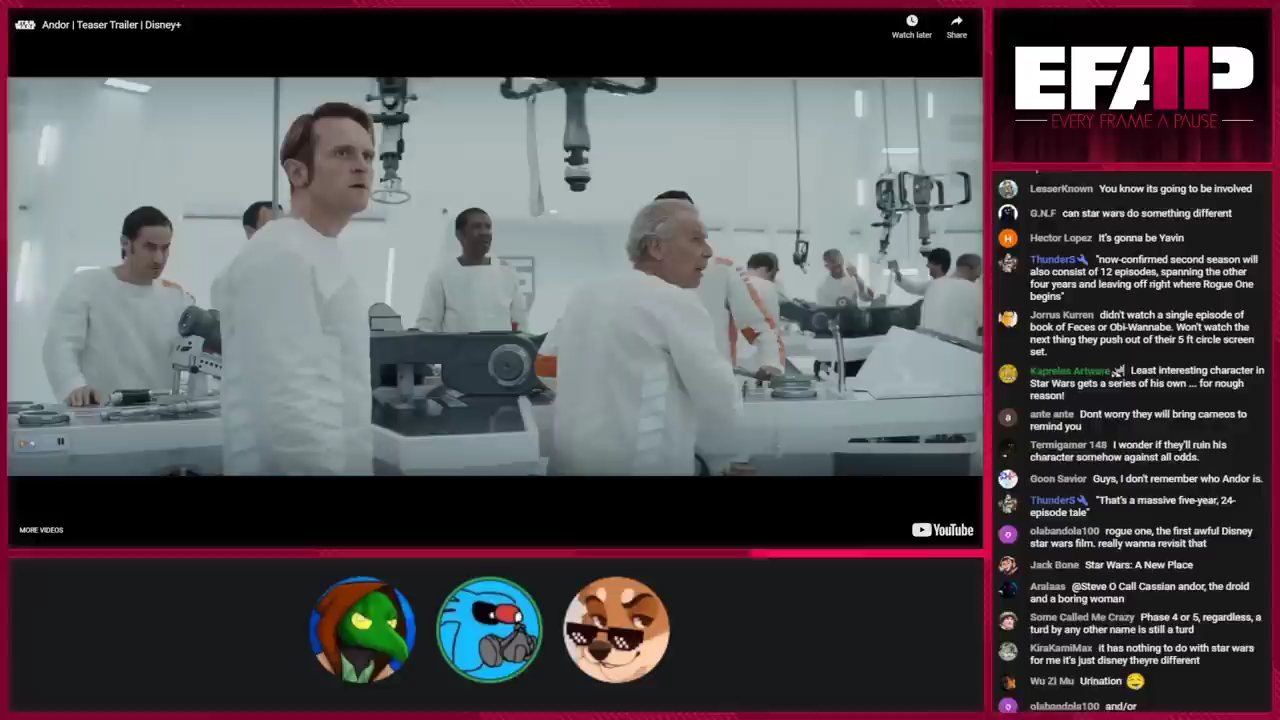 STAR WARS
Andor | Teaser Trailer | Disney+
Watch later
Share
MORE VIDEOS
YouTube
EFAP
EVERY FRAME A PAUSE
LesserKnown You know its going to be involved
G.N.F can star wars do something different
H
Hector Lopez It's gonna be Yavin
ThunderS "now-confirmed second season will
also consist of 12 episodes, spanning the other
four years and leaving off right where Rogue One
begins"
Jorrus Kurren didn't watch a single episode of
book of Feces or Obi-Wannabe. Won't watch the
next thing they push out of their 5 ft circle screen
set.
Kapreles Artware Least interesting character in
Star Wars gets a series of his own ... for nough
reason!
a
ante ante Dont worry they will bring cameos to
remind you
Termigamer 148 I wonder if they'll ruin his
character somehow against all odds.
Goon Savior Guys, I don't remember who Andor is.
ThunderS "That's a massive five-year, 24-
episode tale"
o
olabandola100 rogue one, the first awful Disney
star wars film. really wanna revisit that
Jack Bone Star Wars: A New Place
Aralaas @Steve O Call Cassian andor, the droid
and a boring woman
Some Called Me Crazy Phase 4 or 5, regardless, a
turd by any other name is still a turd
KiraKamiMax it has nothing to do with star wars
for me it's just disney theyre different
Wu Zi Mu Urination 🤤
o
olabandola100 and/or